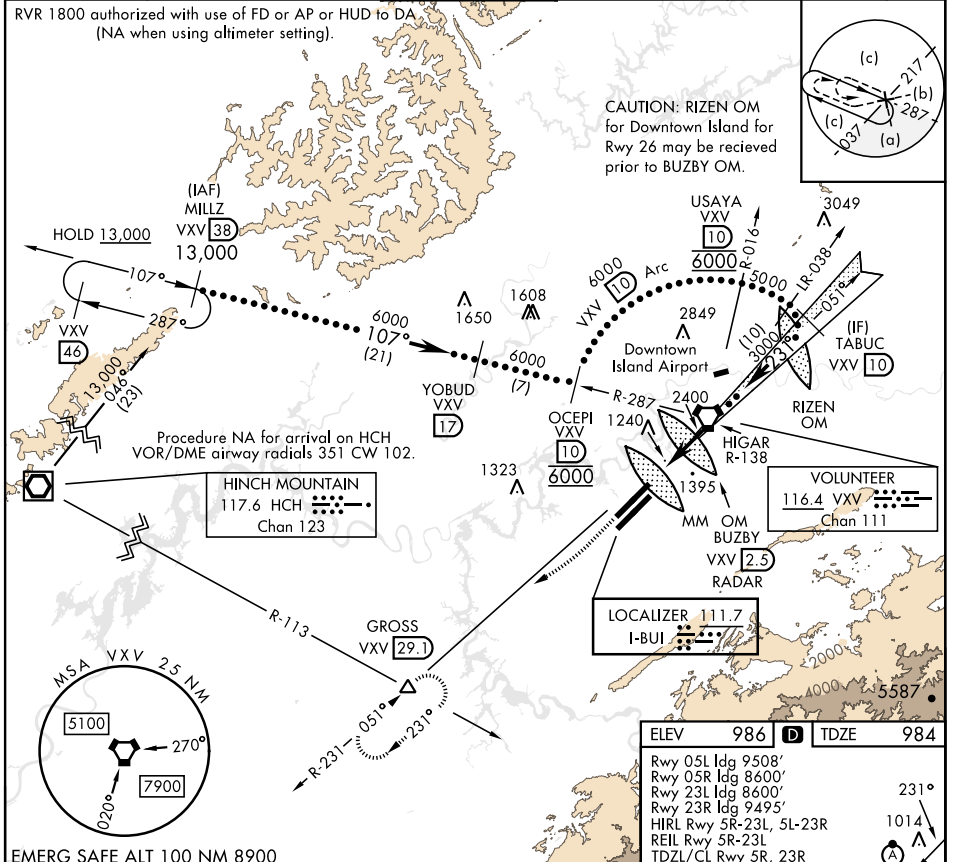 RVR 1800 authorized with use of FD or AP or HUD to DA
(NA when using altimeter setting).
(c)
217
(b)
287
(c)
037
(a)
CAUTION: RIZEN OM
for Downtown Island for
Rwy 26 may be recieved
prior to BUZBY OM.
(IAF)
MILLZ
VXV 38
13,000
HOLD 13,000
107°
287°
VXV
46
13,000
046°
(23)
6000
107°
(21)
1650
1608
6000
(7)
YOBUD
VXV
17
6000
VXV 10 Arc
USAYA
VXV
10
6000
R-016
5000
3049
LR-038
051°
2849
Downtown
Island Airport
(10)
3000
231°
(IF)
TABUC
VXV 10
RIZEN
OM
R-287
2400
1240
HIGAR
R-138
OCEPI
VXV
10
6000
1323
1395
MM
OM
BUZBY
VXV 2.5
RADAR
Procedure NA for arrival on HCH
VOR/DME airway radials 351 CW 102.
HINCH MOUNTAIN
117.6 HCH
Chan 123
VOLUNTEER
116.4 VXV
Chan 111
LOCALIZER 111.7
I-BUI
R-113
GROSS
VXV 29.1
051°
231°
R-231
2000
4000
5587
MSA VXV 25 NM
5100
270°
7900
020°
EMERG SAFE ALT 100 NM 8900
ELEV 986 D TDZE 984
Rwy 05L ldg 9508'
Rwy 05R ldg 8600'
Rwy 23L ldg 8600'
Rwy 23R ldg 9495'
HIRL Rwy 5R-23L, 5L-23R
REIL Rwy 5R-23L
TDZL/CL Rwy 5R, 23R
231°
1014
A